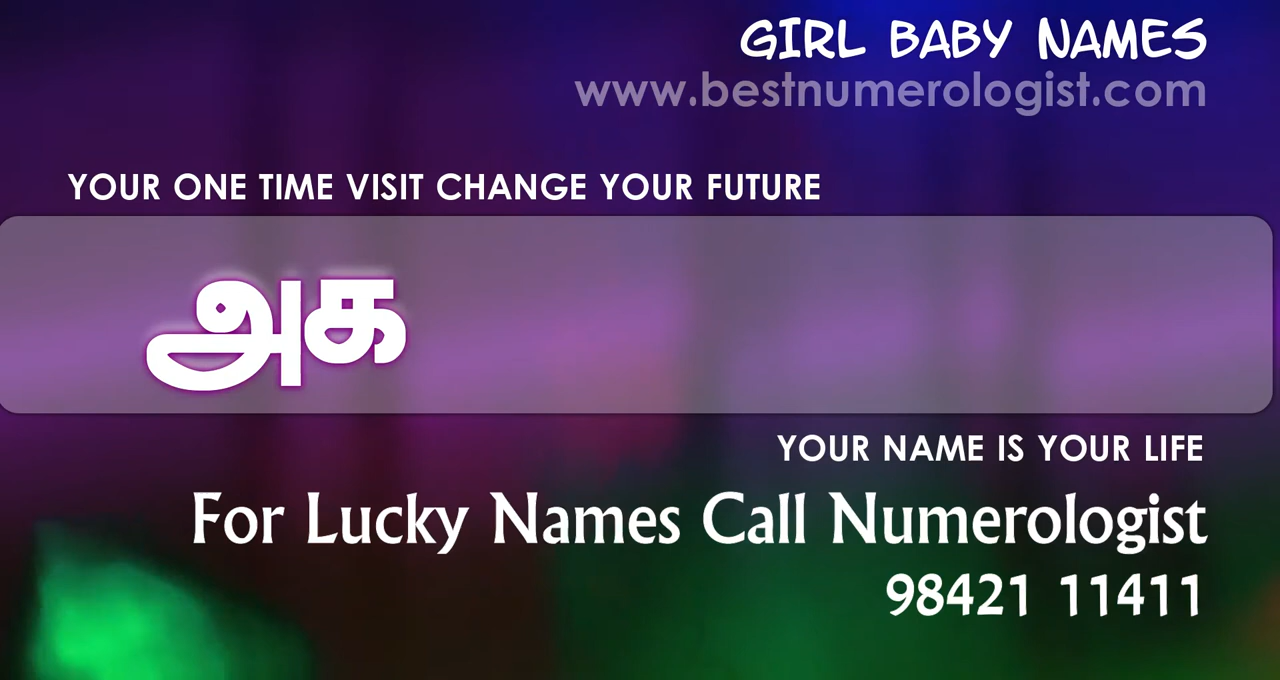 GIRL BABY NAMES
www.bestnumerologist.com
YOUR ONE TIME VISIT CHANGE YOUR FUTURE
அக
YOUR NAME IS YOUR LIFE
For Lucky Names Call Numerologist
98421 11411